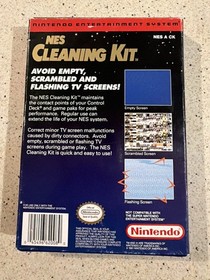 NINTENDO ENTERTAINMENT SYSTEM
NES
NES A CK
CLEANING KIT
AVOID EMPTY,
SCRAMBLED AND
FLASHING TV SCREENS!
The NES Cleaning Kit™ maintains
the contact points of your Control
Deck® and game paks for peak
performance. Regular use can
extend the life of your NES system.
Empty Screen
Correct minor TV screen malfunctions
caused by dirty connectors. Avoid
empty, scrambled or flashing TV
screens during game play. The NES
Cleaning Kit is quick and easy to use!
Scrambled Screen
Flashing Screen
NOT COMPATIBLE WITH
THE SUPER NINTENDO
ENTERTAINMENT SYSTEM
Nintendo